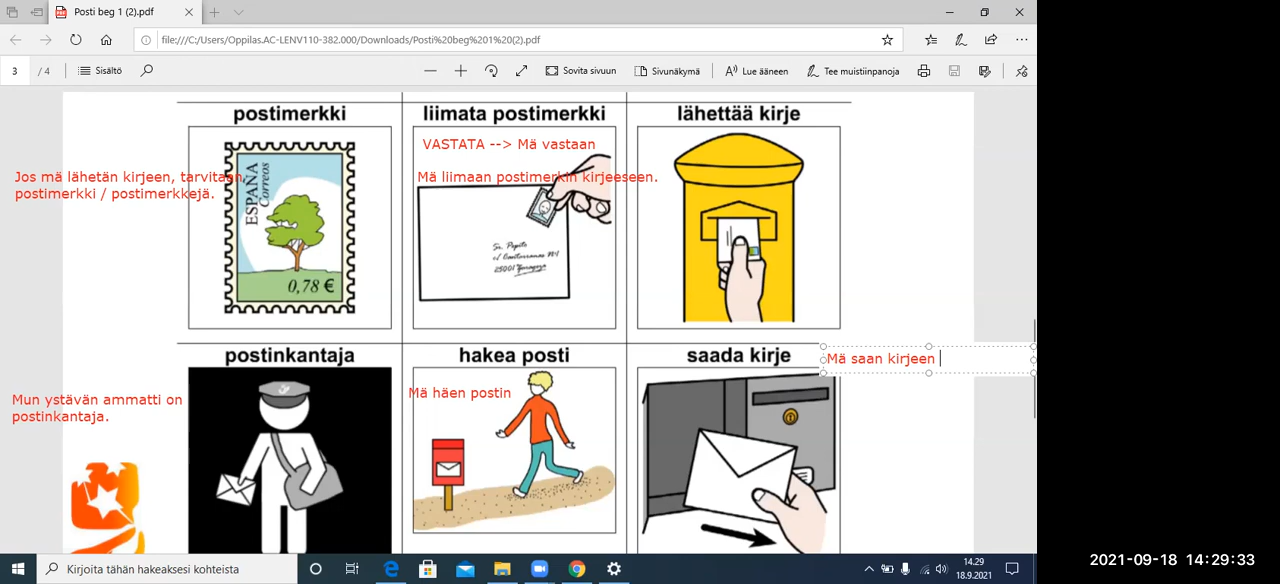 Posti beg 1 (2).pdf
file:///C:/Users/Oppilas.AC-LENV110-382.000/Downloads/Posti%20beg%201%20(2).pdf
3 / 4 Sisältö Sovita sivuun Sivunäkymä Lue ääneen Tee muistiinpanoja
postimerkki liimata postimerkki lähettää kirje
VASTATA --> Mä vastaan
Jos mä lähetän kirjeen, tarvitaan,
postimerkki / postimerkkejä.
Mä liimaan postimerkin kirjeeseen.
ESPAÑA
Correos
0,78 €
Sr. Pepito
postinkantaja hakea posti saada kirje
Mä saan kirjeen
Mun ystävän ammatti on
postinkantaja.
Mä häen postin
Kirjoita tähän hakeaksesi kohteista
14.29
18.9.2021
2021-09-18 14:29:33